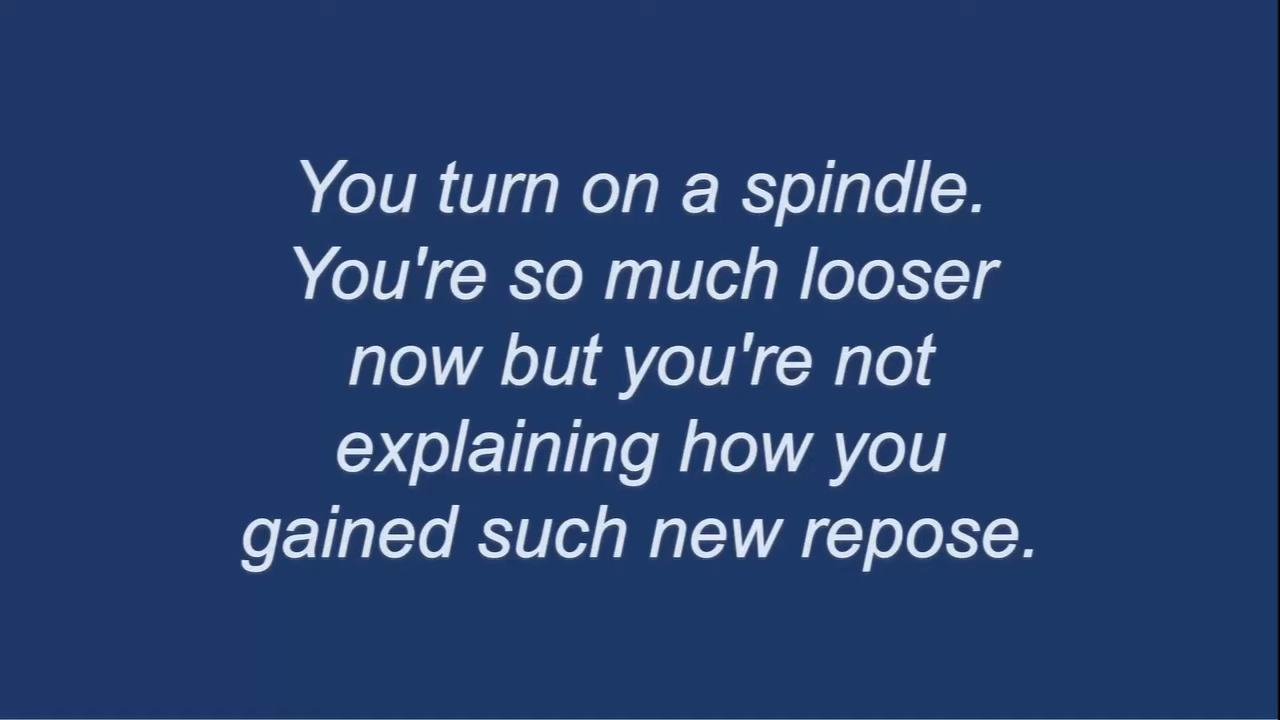 You turn on a spindle.
You're so much looser
now but you're not
explaining how you
gained such new repose.